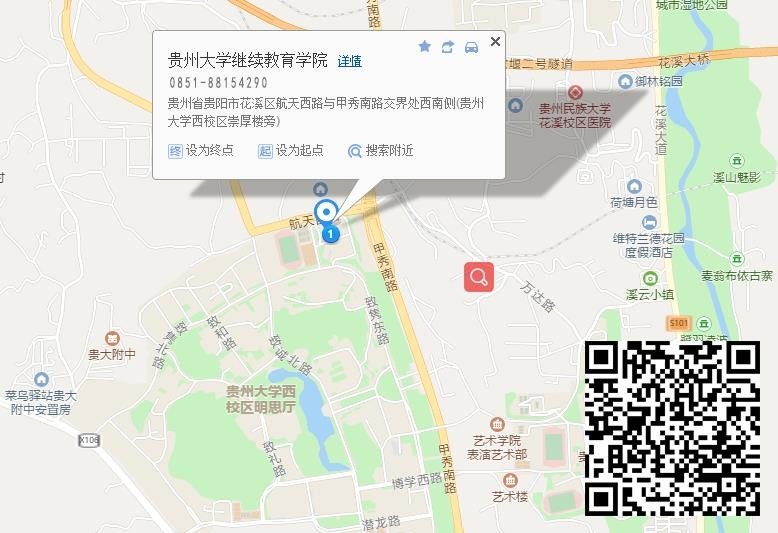 城市湿地公园
贵州大学继续教育学院 详情
0851-88154290
贵州省贵阳市花溪区航天西路与甲秀南路交界处西南侧(贵州
大学西校区崇厚楼旁)
终 设为终点 起 设为起点 搜索附近
南路
堰二号隧道
花溪大桥
御林铭园
贵州民族大学
花溪校区医院
花溪大道
溪山魅影
荷塘月色
维特兰德花园
度假酒店
麦翁布依古寨
溪云小镇
S101
航天
1
甲秀南路
万达路
致隽东路
致和路
致诚北路
贵大附中
菜鸟驿站贵大
附中安置房
贵州大学西
校区明思厅
X106
致礼路
艺术学院
表演艺术部
甲秀南路
博学西路
艺术楼
潜龙路
村
贵